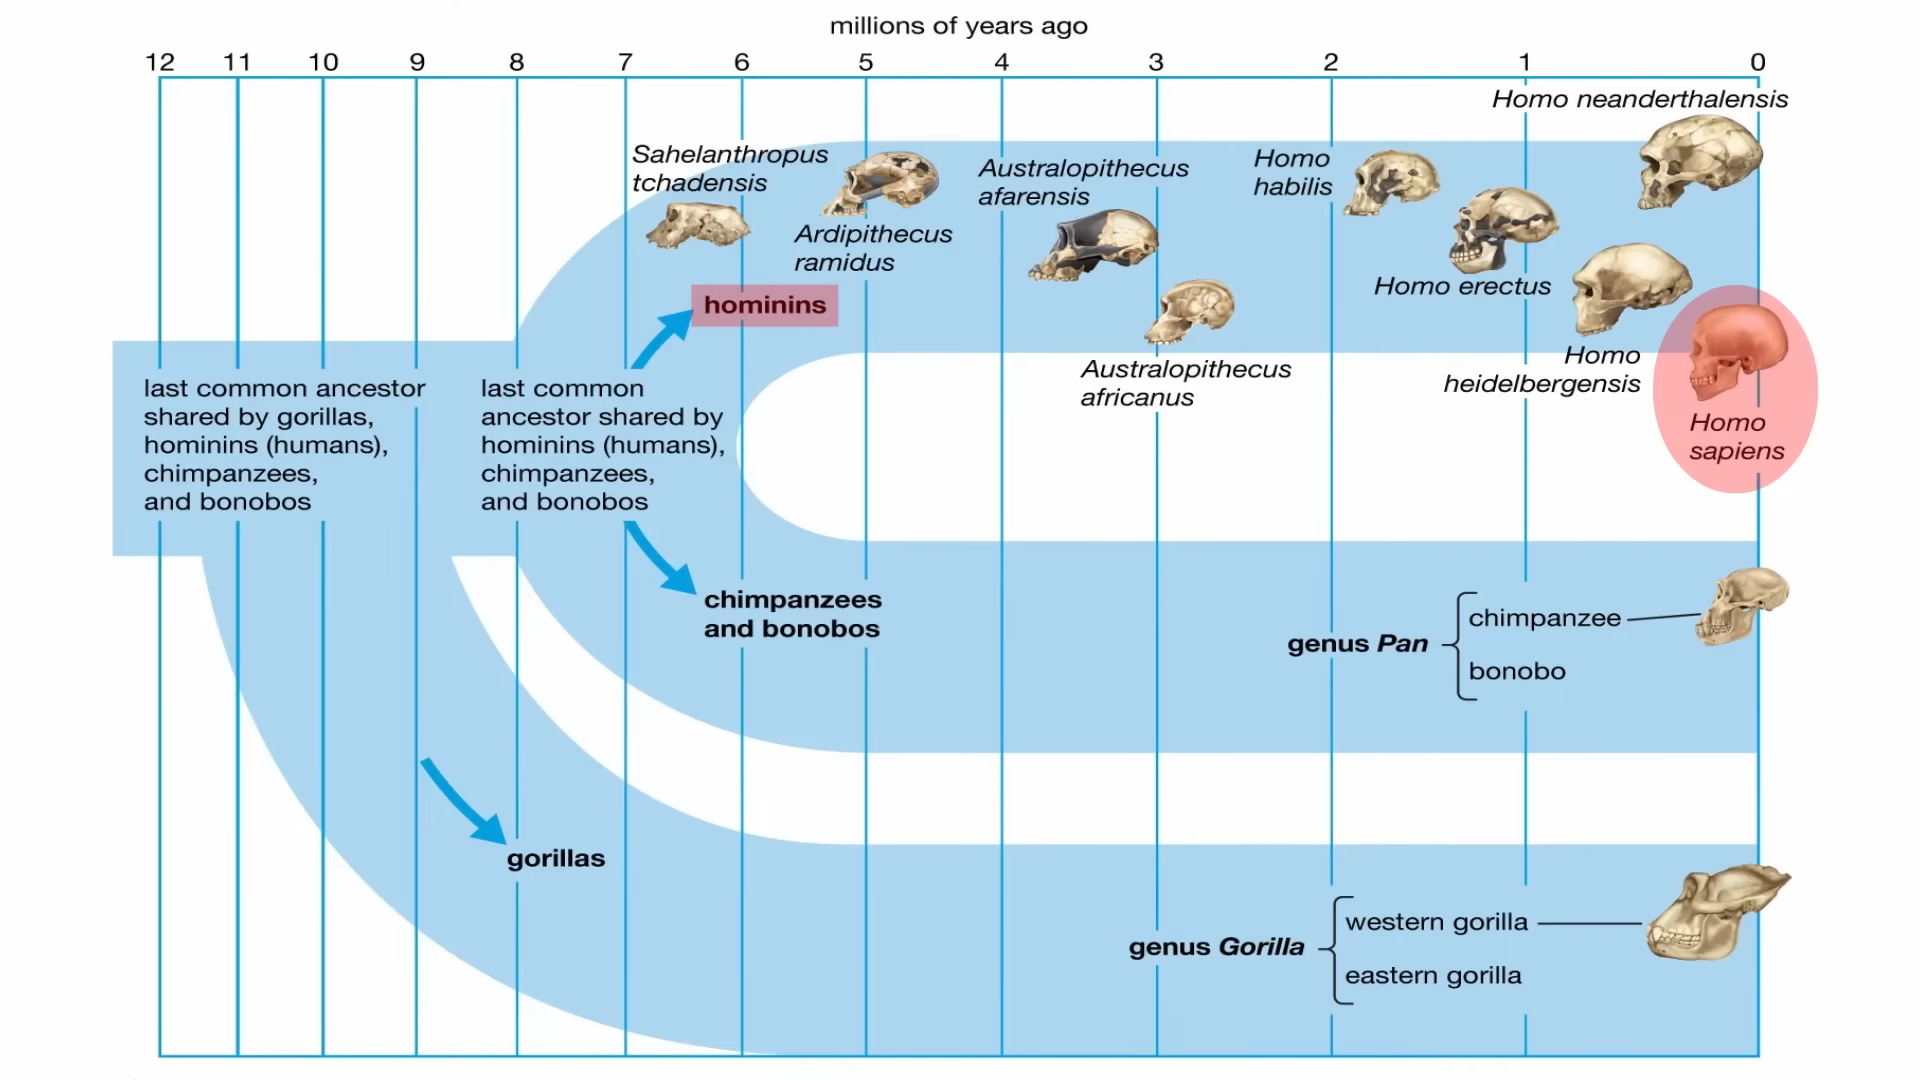 millions of years ago
12 11 10 9 8 7 6 5 4 3 2 1 0
Homo neanderthalensis
Sahelanthropus
tchadensis
Ardipithecus
ramidus
Australopithecus
afarensis
Australopithecus
africanus
Homo
habilis
Homo erectus
Homo
heidelbergensis
Homo
sapiens
hominins
last common ancestor
shared by gorillas,
hominins (humans),
chimpanzees,
and bonobos
last common
ancestor shared by
hominins (humans),
chimpanzees,
and bonobos
chimpanzees
and bonobos
genus Pan
chimpanzee
bonobo
gorillas
genus Gorilla
western gorilla
eastern gorilla